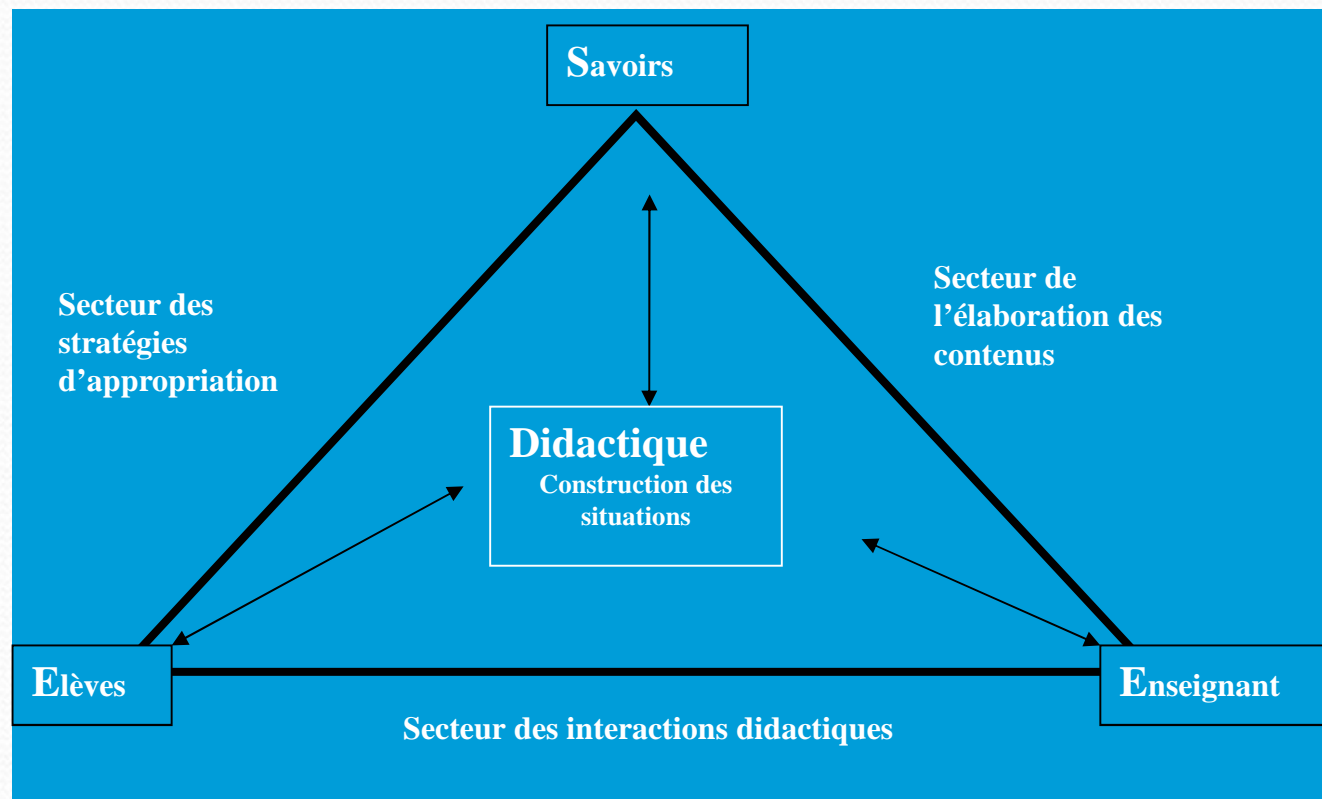 Savoirs
Secteur des
stratégies
d’appropriation
Secteur de
l’élaboration des
contenus
Didactique
Construction des
situations
Elèves
Enseignant
Secteur des interactions didactiques